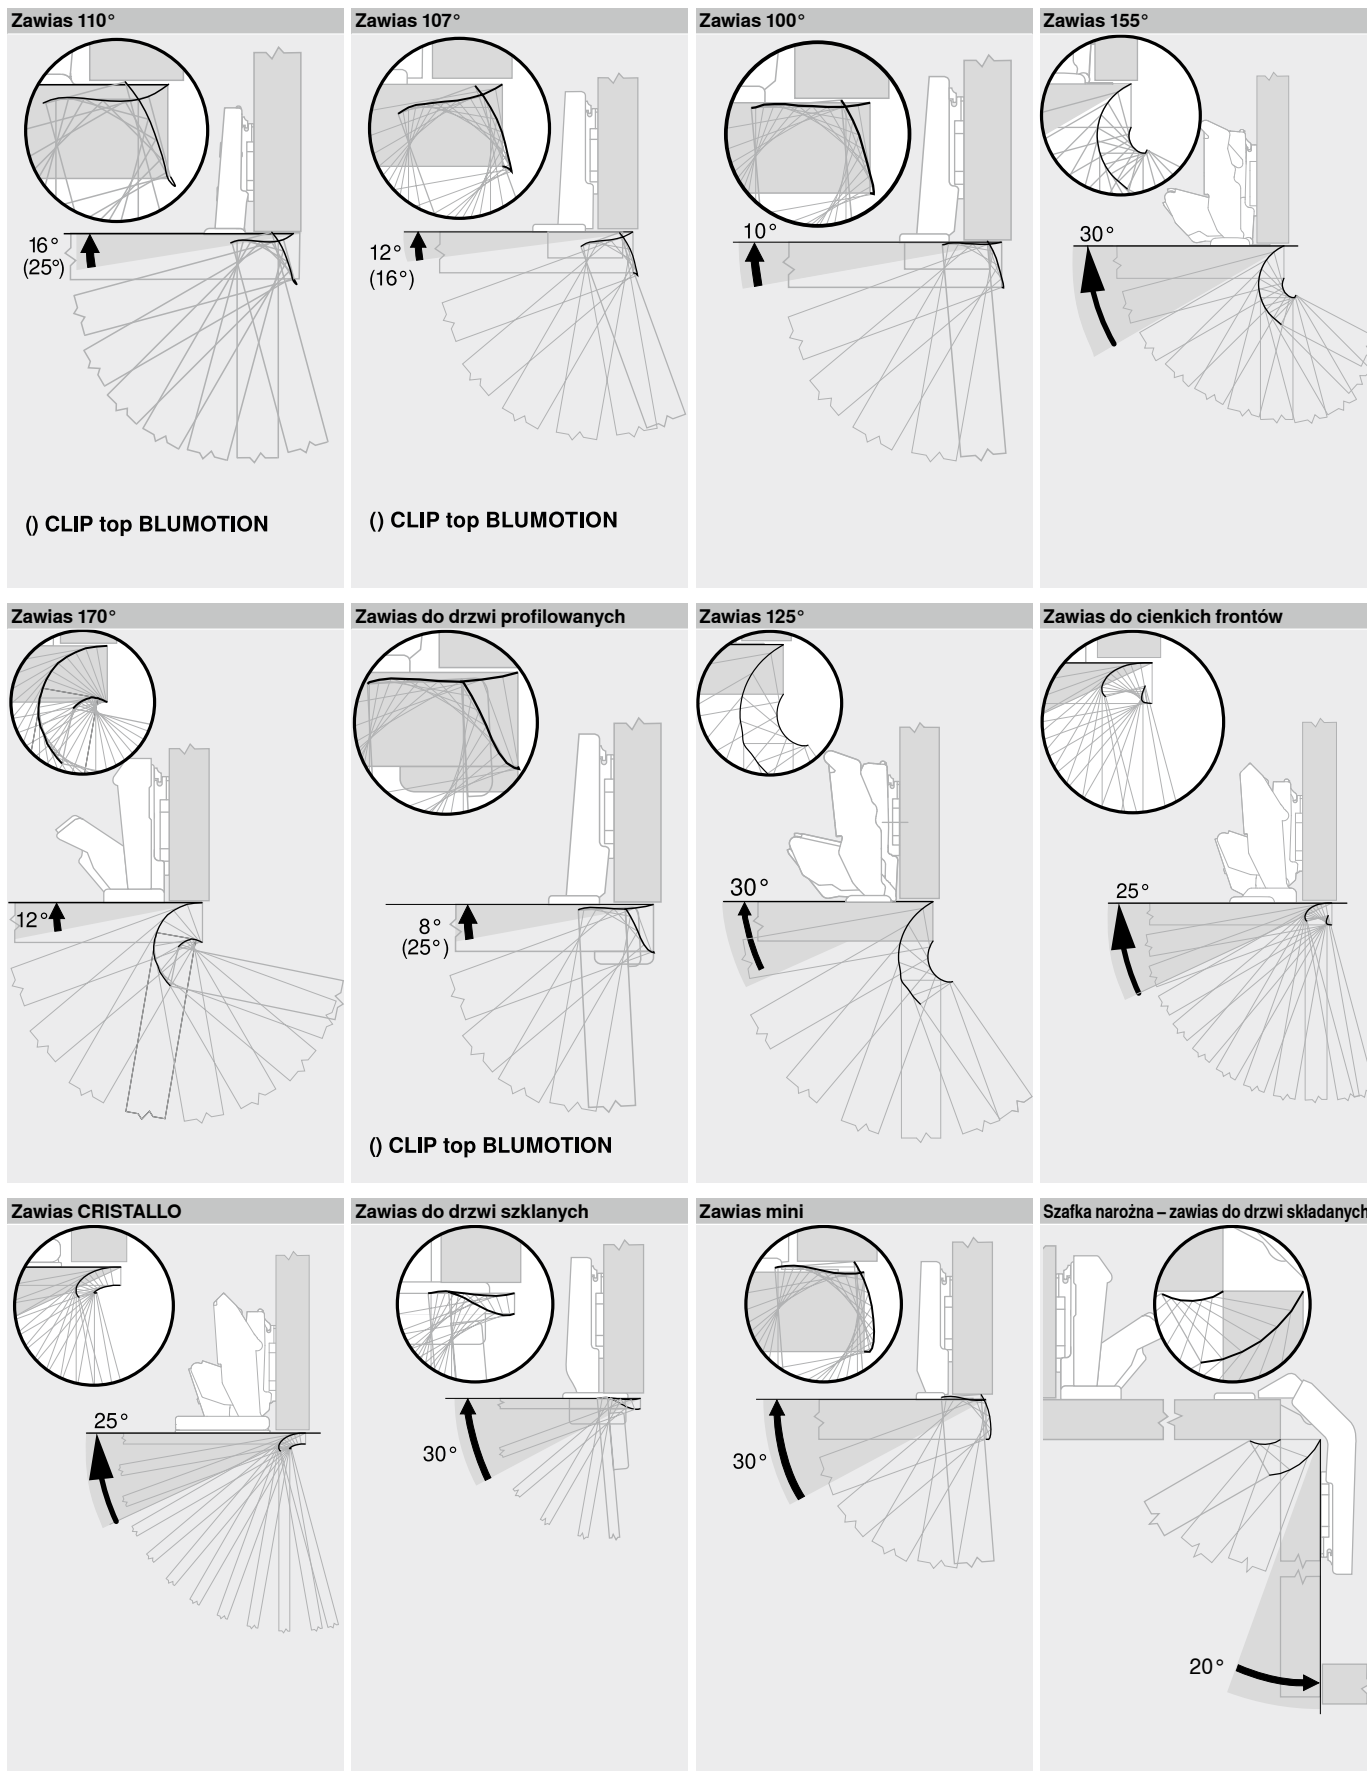 Zawias 110°
16°
(25°)
() CLIP top BLUMOTION
Zawias 107°
12°
(16°)
() CLIP top BLUMOTION
Zawias 100°
10°
Zawias 155°
30°
Zawias 170°
12°
Zawias do drzwi profilowanych
8°
(25°)
() CLIP top BLUMOTION
Zawias 125°
30°
Zawias do cienkich frontów
25°
Zawias CRISTALLO
25°
Zawias do drzwi szklanych
30°
Zawias mini
30°
Szafka narożna – zawias do drzwi składanych
20°